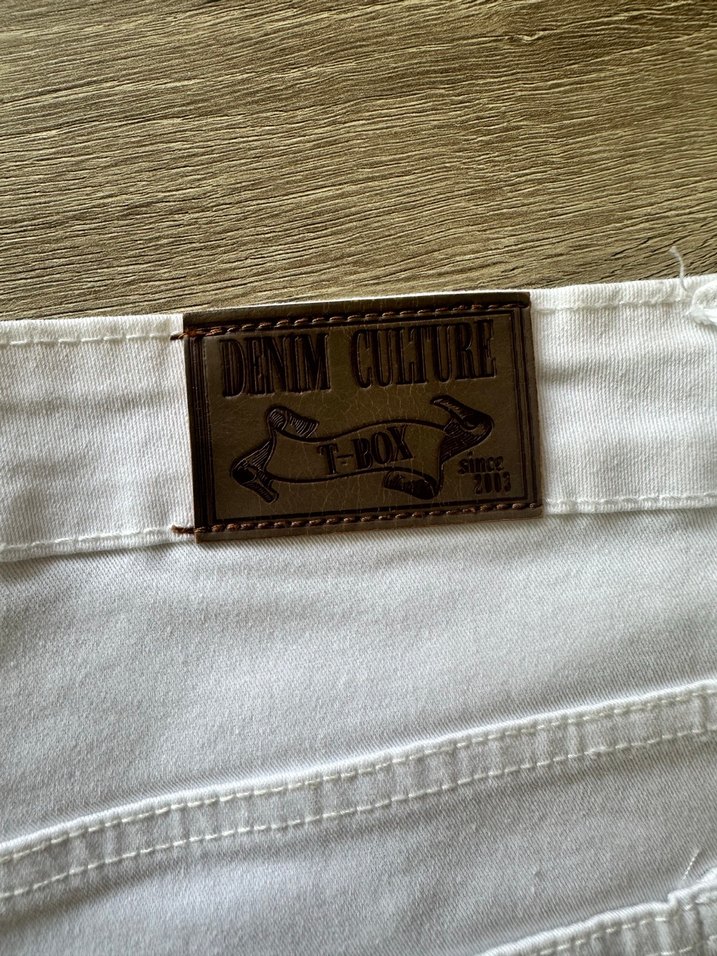 DENIM CULTURE
T-BOX
since
2003